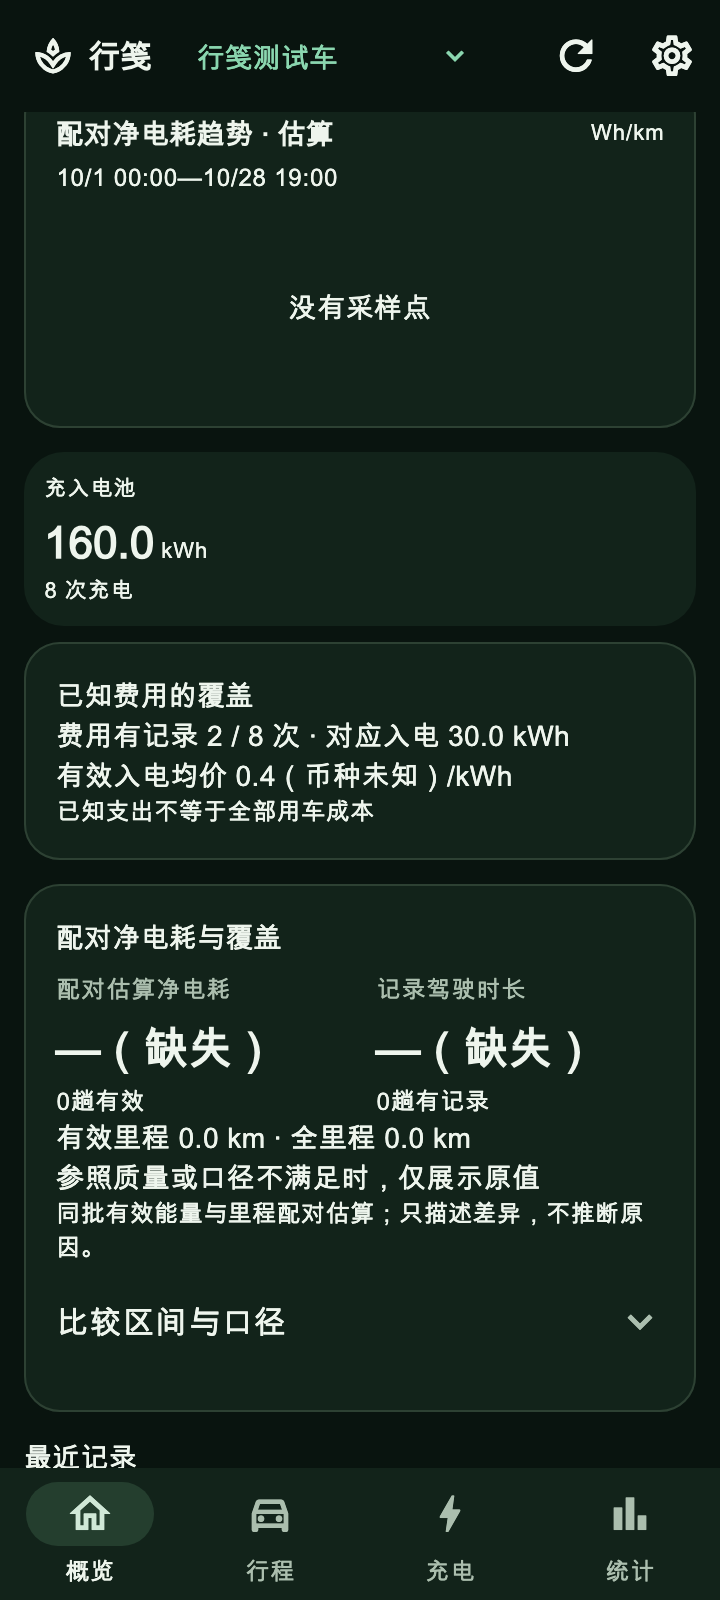 行笺
行笺测试车
配对净电耗趋势 · 估算
Wh/km
10/1 00:00—10/28 19:00
没有采样点
充入电池
160.0 kWh
8 次充电
已知费用的覆盖
费用有记录 2 / 8 次 · 对应入电 30.0 kWh
有效入电均价 0.4（币种未知）/kWh
已知支出不等于全部用车成本
配对净电耗与覆盖
配对估算净电耗
记录驾驶时长
—（缺失）
—（缺失）
0趟有效
0趟有记录
有效里程 0.0 km · 全里程 0.0 km
参照质量或口径不满足时，仅展示原值
同批有效能量与里程配对估算；只描述差异，不推断原
因。
比较区间与口径
最近记录
概览
行程
充电
统计